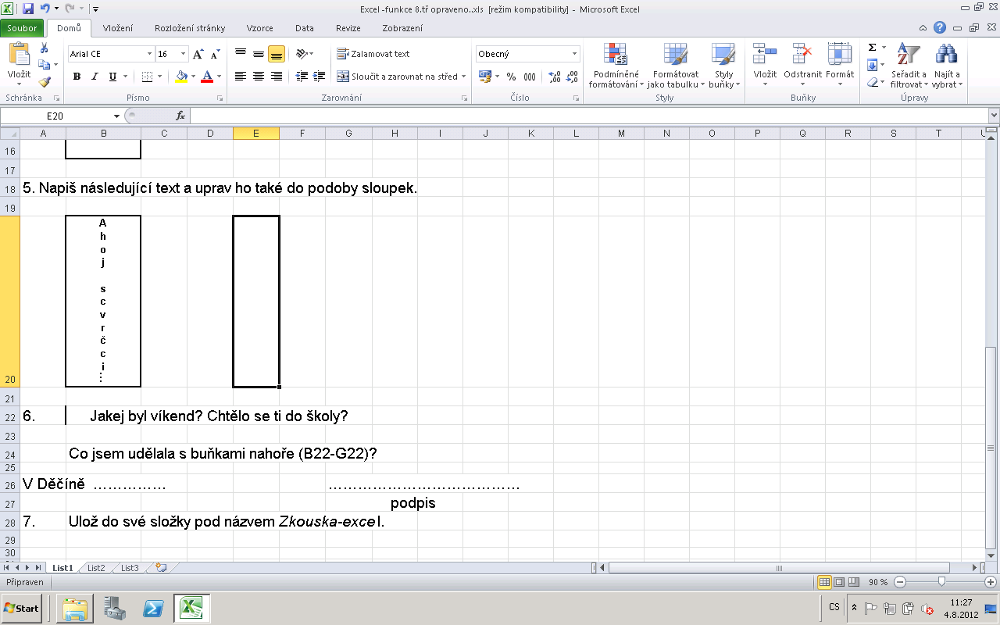 Excel -funkce 8.tř opraveno..xls [režim kompatibility] - Microsoft Excel
Soubor Domů Vložení Rozložení stránky Vzorce Data Revize Zobrazení
Vložit
Schránka
Arial CE 16
B I U
A A
Písmo
Zalamovat text
Sloučit a zarovnat na střed
Zarovnání
Obecný
% 000
Číslo
Podmíněné formátování
Formátovat jako tabulku
Styly buňky
Styly
Vložit Odstranit Formát
Buňky
Σ
Seřadit a filtrovat
Najít a vybrat
Úpravy
E20 fx
A B C D E F G H I J K L M N O P Q R S T U
16
17
18 5. Napiš následující text a uprav ho také do podoby sloupek.
19
A
h
o
j
s
c
v
r
č
c
i
…
20
21
22 6. Jakej byl víkend? Chtělo se ti do školy?
23
24 Co jsem udělala s buňkami nahoře (B22-G22)?
25
26 V Děčíně …………… …………………………………
27 podpis
28 7. Ulož do své složky pod názvem Zkouska-excel.
29
30
List1 List2 List3
Připraven 90 %
Start CS 11:27
4.8.2012